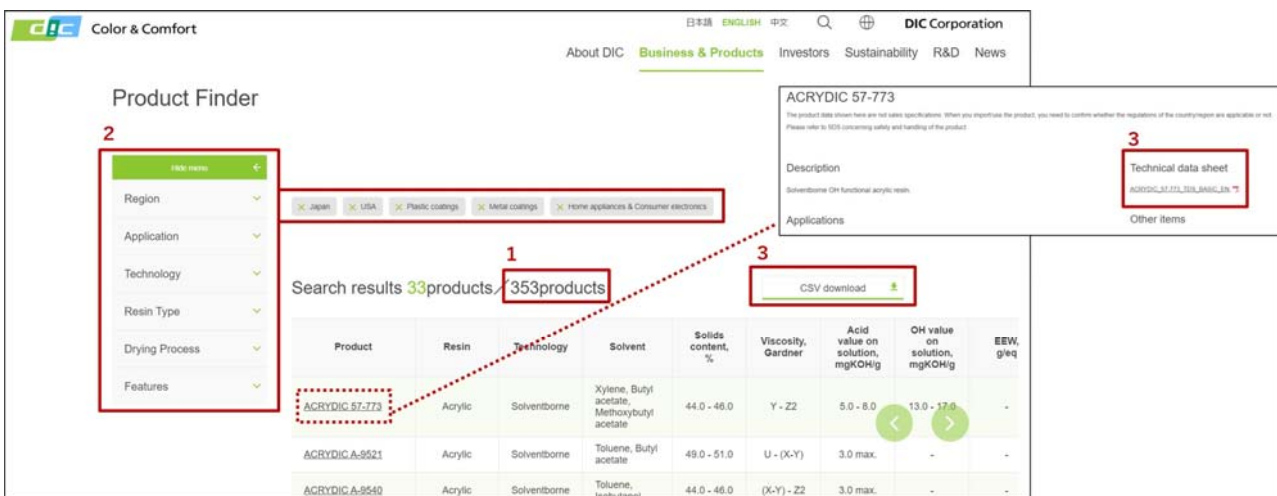 dic Color & Comfort
日本語 ENGLISH 中文
DIC Corporation
About DIC Business & Products Investors Sustainability R&D News
Product Finder
2
Hide menu
Region
Application
Technology
Resin Type
Drying Process
Features
× Japan × USA × Plastic coatings × Metal coatings × Home appliances & Consumer electronics
1
Search results 33products/353products
3
CSV download
Product Resin Technology Solvent Solids content, % Viscosity, Gardner Acid value on solution, mgKOH/g OH value on solution, mgKOH/g EEW, g/eq
ACRYDIC 57-773 Acrylic Solventborne Xylene, Butyl acetate, Methoxybutyl acetate 44.0 - 46.0 Y - Z2 5.0 - 8.0 13.0 - 17.0 -
ACRYDIC A-9521 Acrylic Solventborne Toluene, Butyl acetate 49.0 - 51.0 U - (X-Y) 3.0 max. - -
ACRYDIC A-9540 Acrylic Solventborne Toluene, 44.0 - 46.0 (X-Y) - Z2 3.0 max. - -
ACRYDIC 57-773
The product data shown here are not sales specifications. When you import/use the product, you need to confirm whether the regulations of the country/region are applicable or not.
Please refer to SDS concerning safety and handling of the product.
Description
Solventborne OH functional acrylic resin.
Applications
3
Technical data sheet
ACRYDIC_57-773_TDS_BASIC_EN
Other items